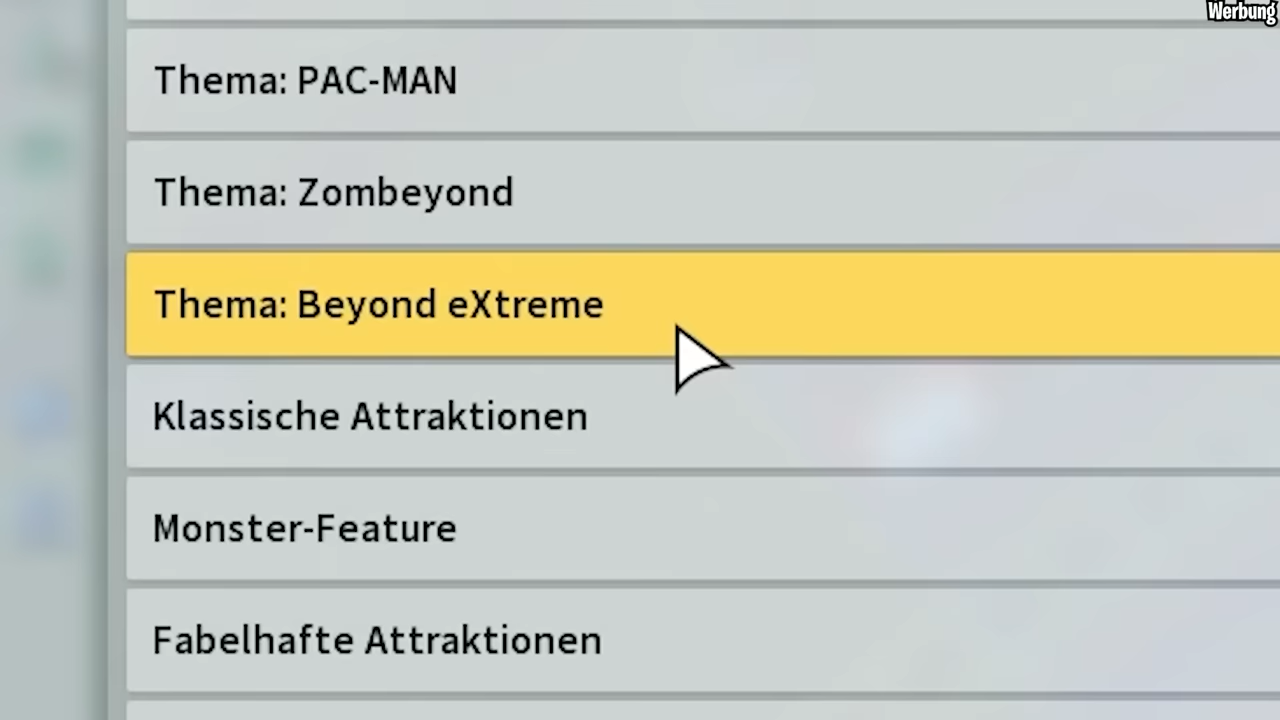 Werbung
Thema: PAC-MAN
Thema: Zombeyond
Thema: Beyond eXtreme
Klassische Attraktionen
Monster-Feature
Fabelhafte Attraktionen